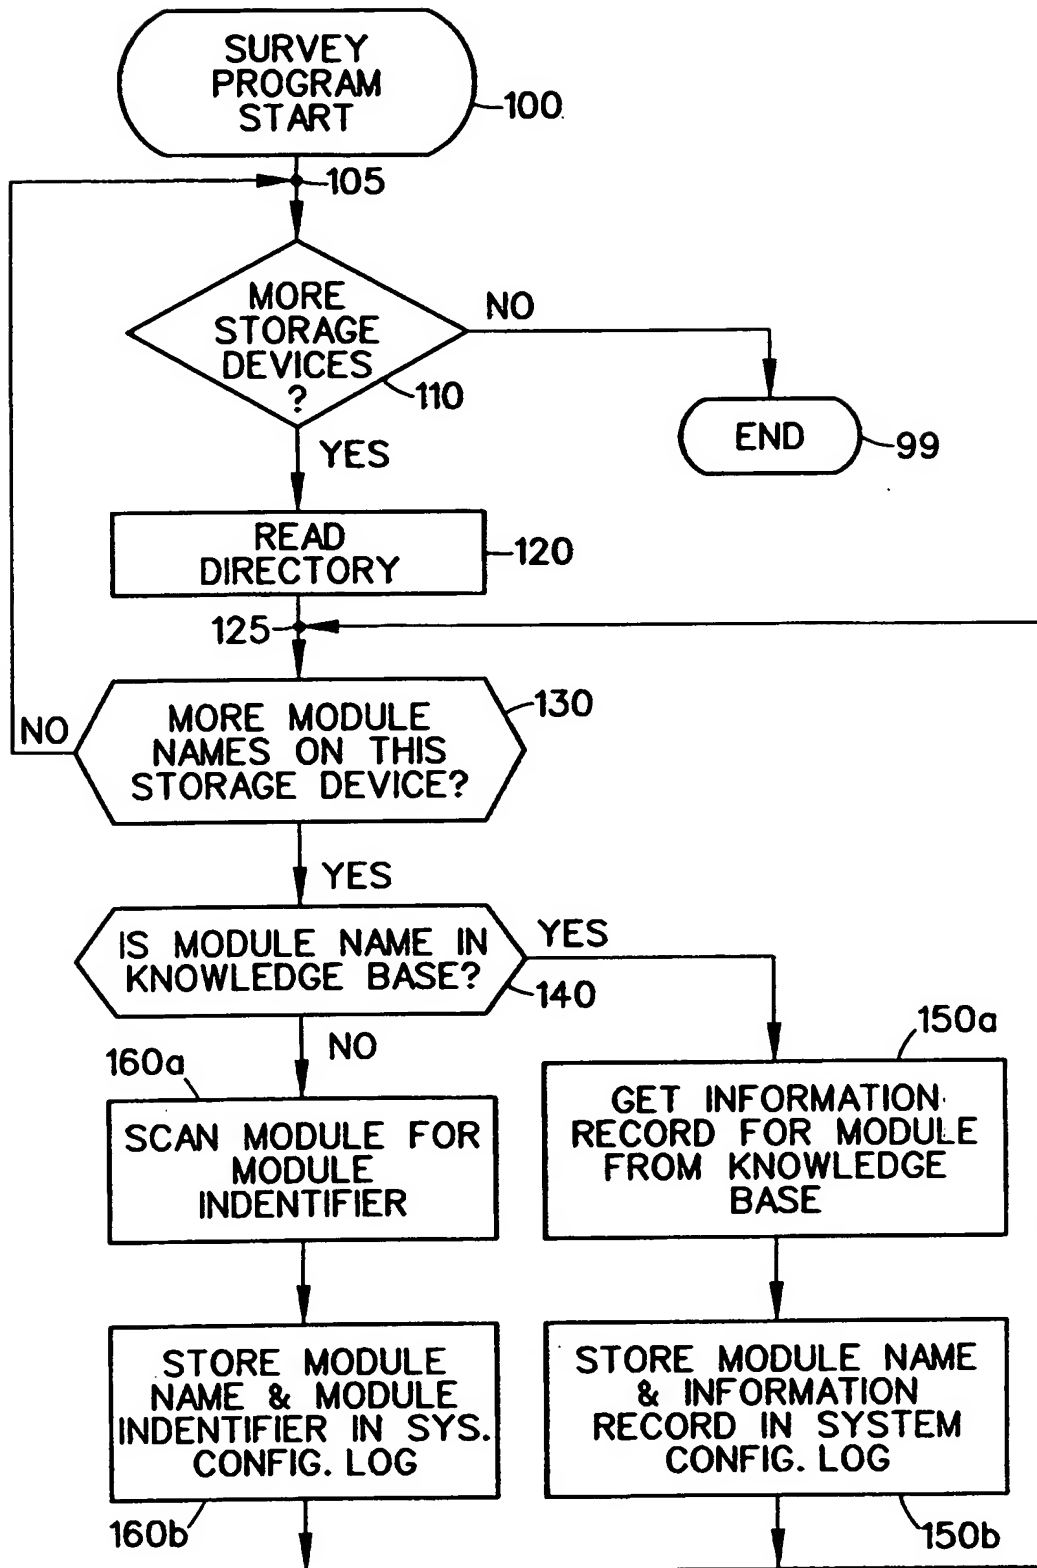 SURVEY
PROGRAM
START
100
105
MORE
STORAGE
DEVICES
?
110
NO
END
99
YES
READ
DIRECTORY
120
125
MORE MODULE
NAMES ON THIS
STORAGE DEVICE?
130
NO
YES
IS MODULE NAME IN
KNOWLEDGE BASE?
140
YES
NO
160a
SCAN MODULE FOR
MODULE
INDENTIFIER
150a
GET INFORMATION
RECORD FOR MODULE
FROM KNOWLEDGE
BASE
STORE MODULE
NAME & MODULE
INDENTIFIER IN SYS.
CONFIG. LOG
160b
STORE MODULE NAME
& INFORMATION
RECORD IN SYSTEM
CONFIG. LOG
150b